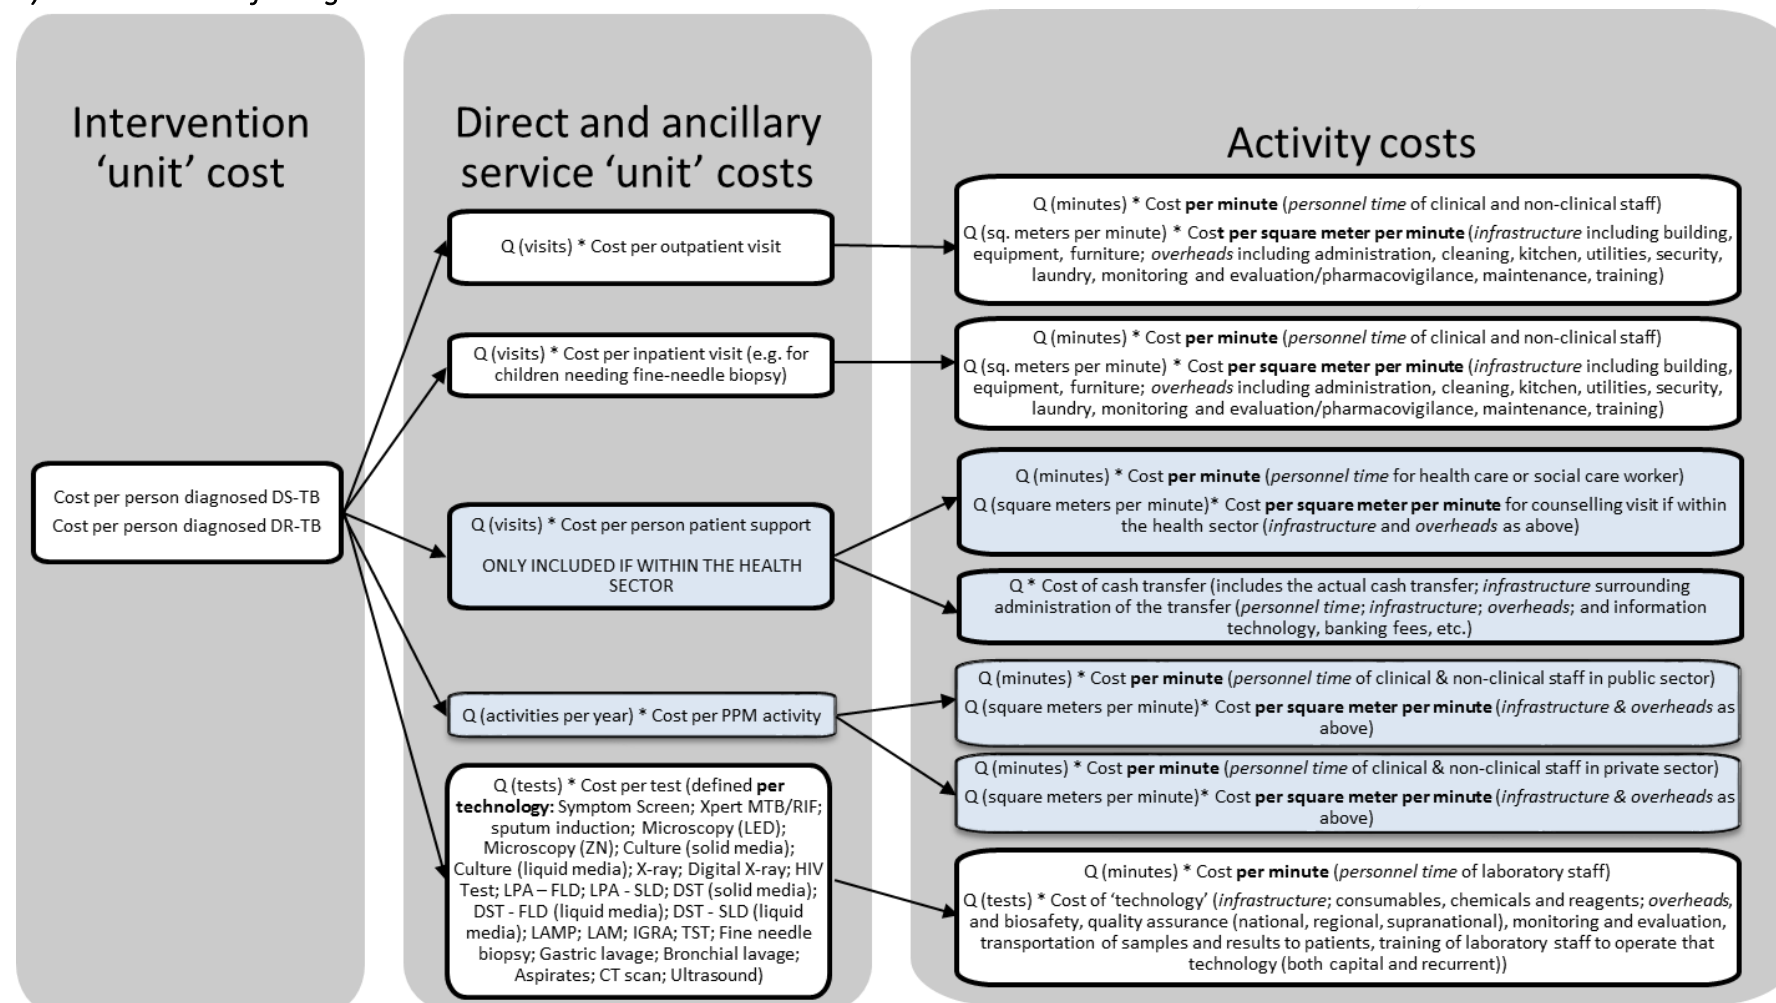 Intervention
‘unit’ cost
Cost per person diagnosed DS-TB
Cost per person diagnosed DR-TB
Direct and ancillary
service ‘unit’ costs
Q (visits) * Cost per outpatient visit
Q (visits) * Cost per inpatient visit (e.g. for
children needing fine-needle biopsy)
Q (visits) * Cost per person patient support
ONLY INCLUDED IF WITHIN THE HEALTH
SECTOR
Q (activities per year) * Cost per PPM activity
Q (tests) * Cost per test (defined per
technology: Symptom Screen; Xpert MTB/RIF;
sputum induction; Microscopy (LED);
Microscopy (ZN); Culture (solid media);
Culture (liquid media); X-ray; Digital X-ray; HIV
Test; LPA – FLD; LPA - SLD; DST (solid media);
DST - FLD (liquid media); DST - SLD (liquid
media); LAMP; LAM; IGRA; TST; Fine needle
biopsy; Gastric lavage; Bronchial lavage;
Aspirates; CT scan; Ultrasound)
Activity costs
Q (minutes) * Cost per minute (personnel time of clinical and non-clinical staff)
Q (sq. meters per minute) * Cost per square meter per minute (infrastructure including building,
equipment, furniture; overheads including administration, cleaning, kitchen, utilities, security,
laundry, monitoring and evaluation/pharmacovigilance, maintenance, training)
Q (minutes) * Cost per minute (personnel time of clinical and non-clinical staff)
Q (sq. meters per minute) * Cost per square meter per minute (infrastructure including building,
equipment, furniture; overheads including administration, cleaning, kitchen, utilities, security,
laundry, monitoring and evaluation/pharmacovigilance, maintenance, training)
Q (minutes) * Cost per minute (personnel time for health care or social care worker)
Q (square meters per minute)* Cost per square meter per minute for counselling visit if within
the health sector (infrastructure and overheads as above)
Q * Cost of cash transfer (includes the actual cash transfer; infrastructure surrounding
administration of the transfer (personnel time; infrastructure; overheads; and information
technology, banking fees, etc.)
Q (minutes) * Cost per minute (personnel time of clinical & non-clinical staff in public sector)
Q (square meters per minute)* Cost per square meter per minute (infrastructure & overheads as
above)
Q (minutes) * Cost per minute (personnel time of clinical & non-clinical staff in private sector)
Q (square meters per minute)* Cost per square meter per minute (infrastructure & overheads as
above)
Q (minutes) * Cost per minute (personnel time of laboratory staff)
Q (tests) * Cost of ‘technology’ (infrastructure; consumables, chemicals and reagents; overheads,
and biosafety, quality assurance (national, regional, supranational), monitoring and evaluation,
transportation of samples and results to patients, training of laboratory staff to operate that
technology (both capital and recurrent))